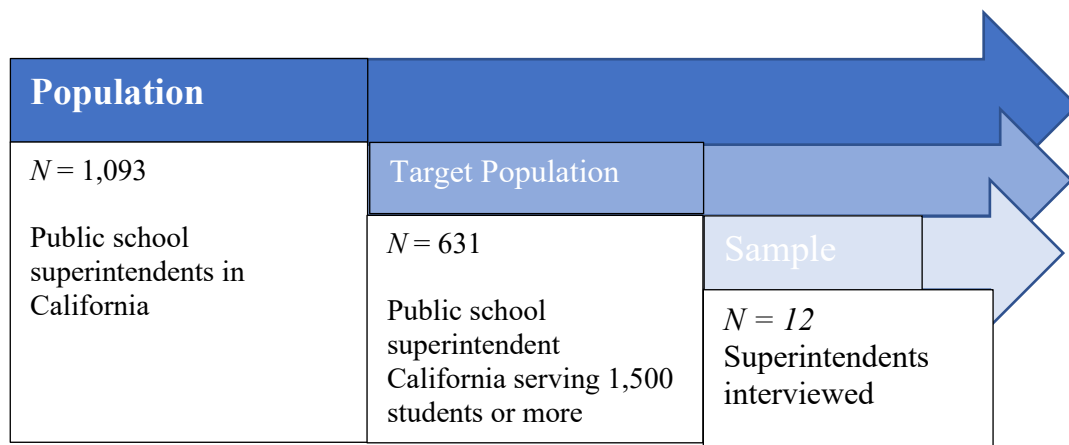 Population
N = 1,093
Public school
superintendents in
California
Target Population
N = 631
Public school
superintendent
California serving 1,500
students or more
Sample
N = 12
Superintendents
interviewed